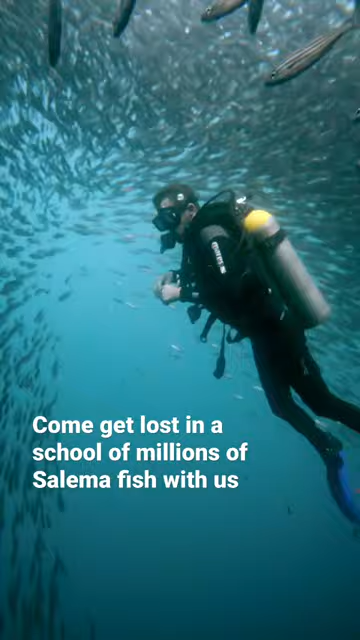 Come get lost in a
school of millions of
Salema fish with us